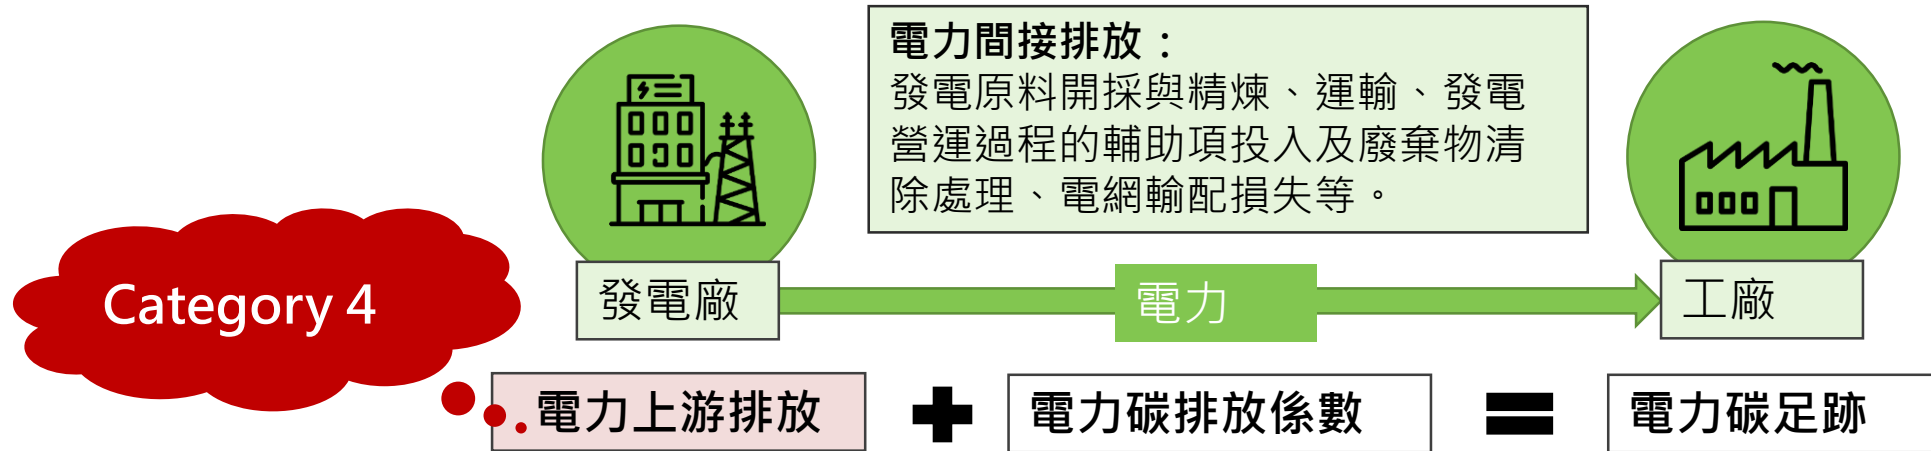 電力間接排放：
發電原料開採與精煉、運輸、發電
營運過程的輔助項投入及廢棄物清
除處理、電網輸配損失等。
發電廠
電力
工廠
Category 4
電力上游排放
電力碳排放係數
電力碳足跡